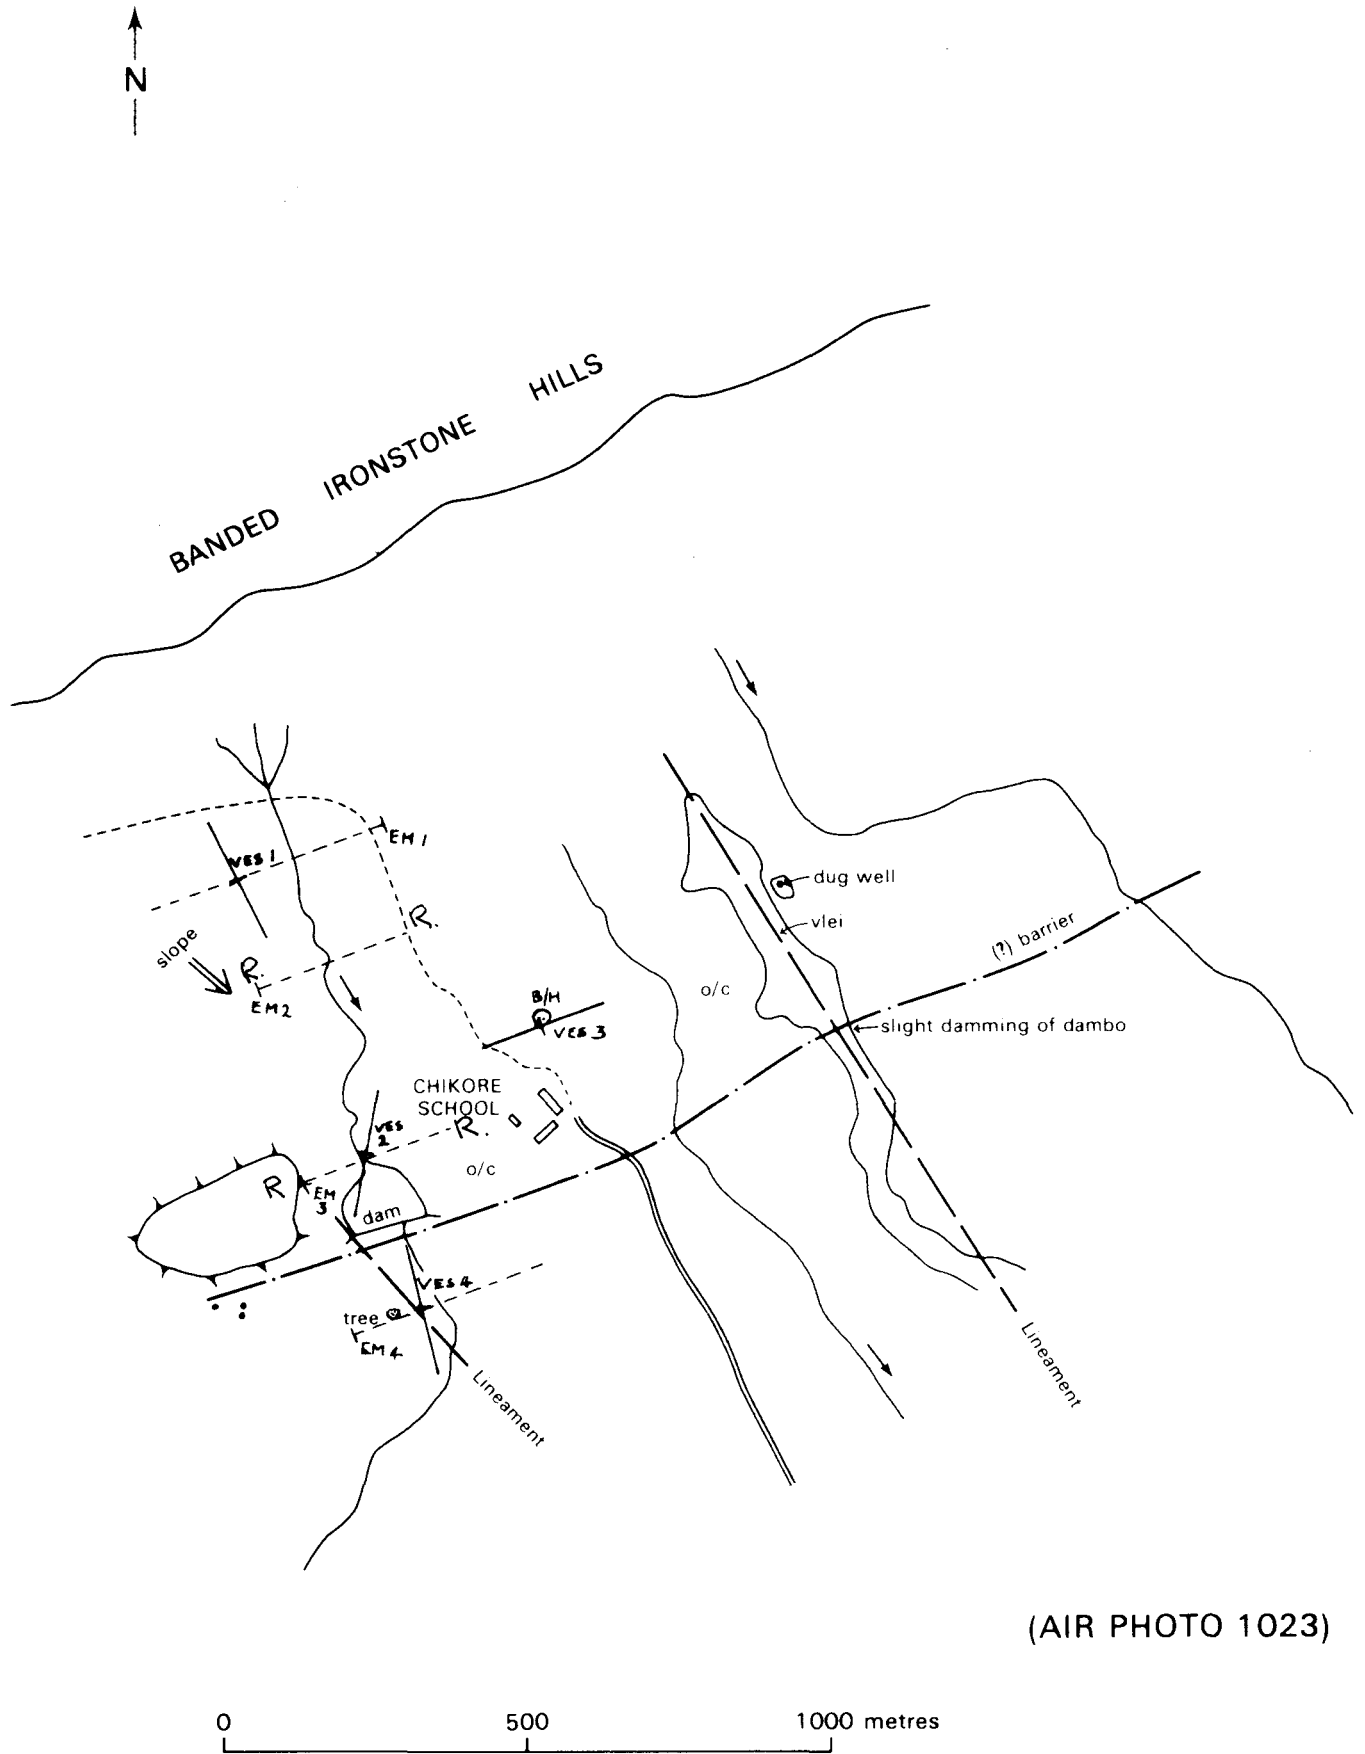 N
BANDED IRONSTONE HILLS
EM 1
VES 1
R.
slope
R.
EM2
B/H
VES 3
dug well
vlei
(?) barrier
o/c
slight damming of dambo
CHIKORE
SCHOOL
R.
VES
2
o/c
R
EM
3
dam
VES 4
tree
EM 4
Lineament
Lineament
(AIR PHOTO 1023)
0 500 1000 metres